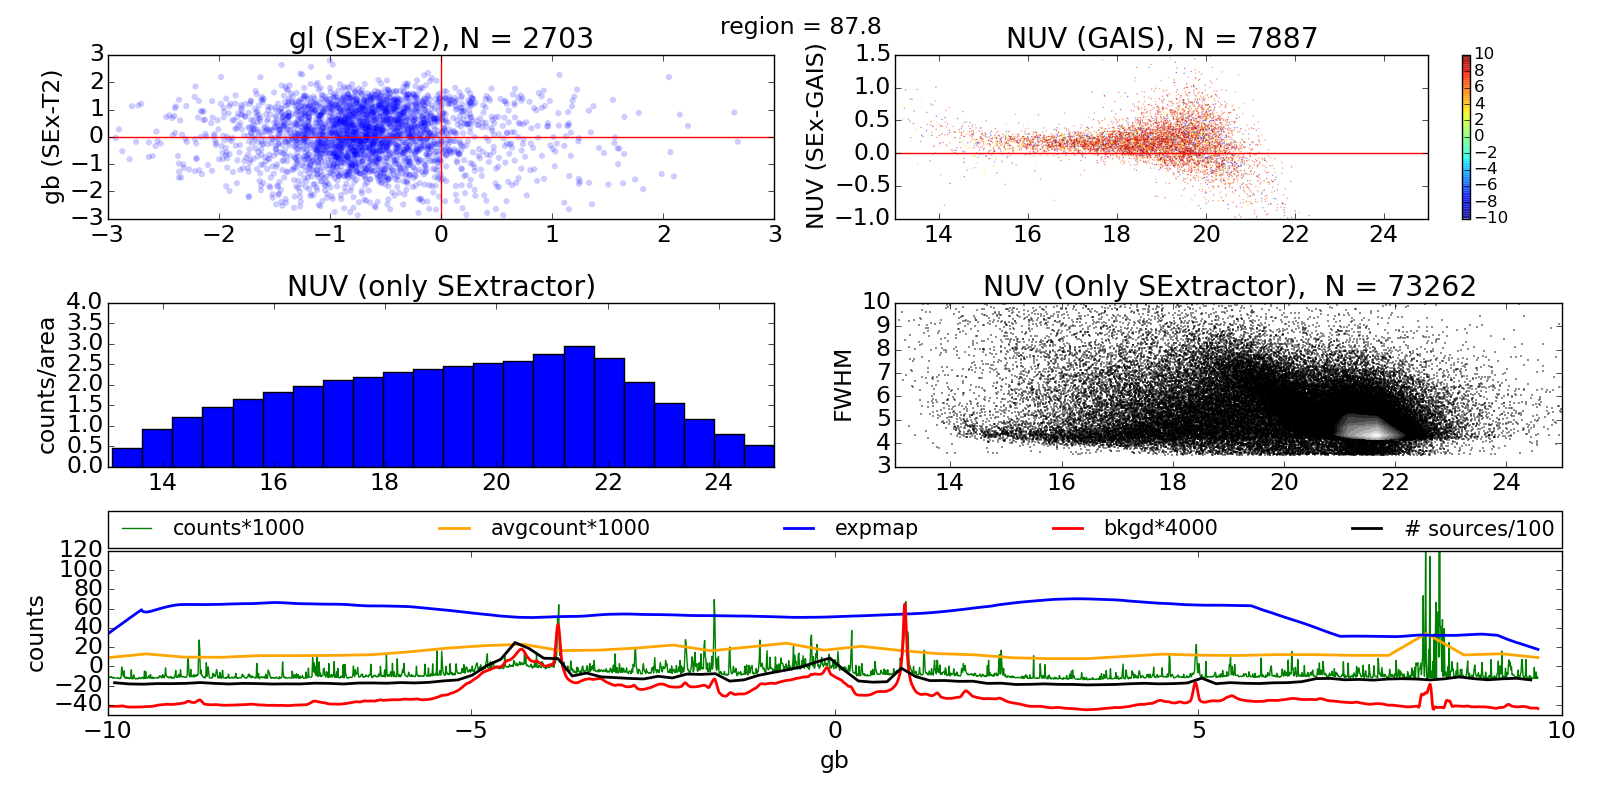 region = 87.8
gl (SEx-T2), N = 2703
gb (SEx-T2)
3
2
1
0
−1
−2
−3
−3 −2 −1 0 1 2 3
NUV (GAIS), N = 7887
NUV (SEx-GAIS)
1.5
1.0
0.5
0.0
−0.5
−1.0
14 16 18 20 22 24
10
8
6
4
2
0
−2
−4
−6
−8
−10
NUV (only SExtractor)
counts/area
4.0
3.5
3.0
2.5
2.0
1.5
1.0
0.5
0.0
14 16 18 20 22 24
NUV (Only SExtractor), N = 73262
FWHM
10
9
8
7
6
5
4
3
14 16 18 20 22 24
counts*1000 avgcount*1000 expmap bkgd*4000 # sources/100
counts
120
100
80
60
40
20
0
−20
−40
−10 −5 0 5 10
gb